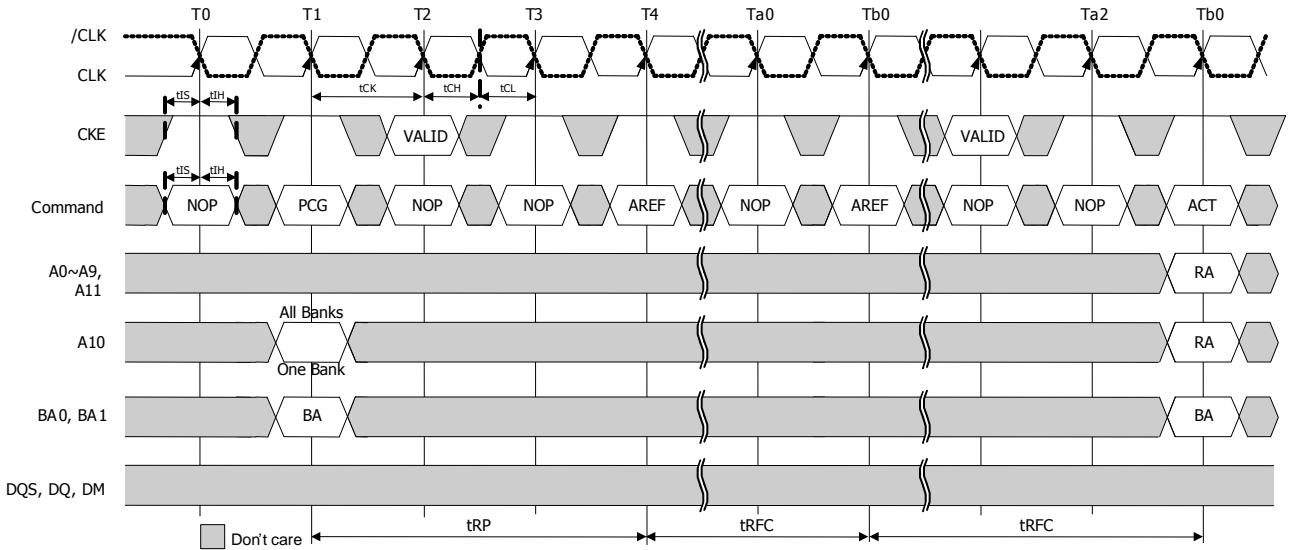 T0 T1 T2 T3 T4 Ta0 Tb0 Ta2 Tb0
/CLK
CLK
tCK tCH tCL
tIS tIH
CKE VALID VALID
tIS tIH
Command NOP PCG NOP NOP AREF NOP AREF NOP NOP ACT
A0~A9,
A11
RA
All Banks
A10 RA
One Bank
BA0, BA1 BA BA
DQS, DQ, DM
Don't care
tRP tRFC tRFC